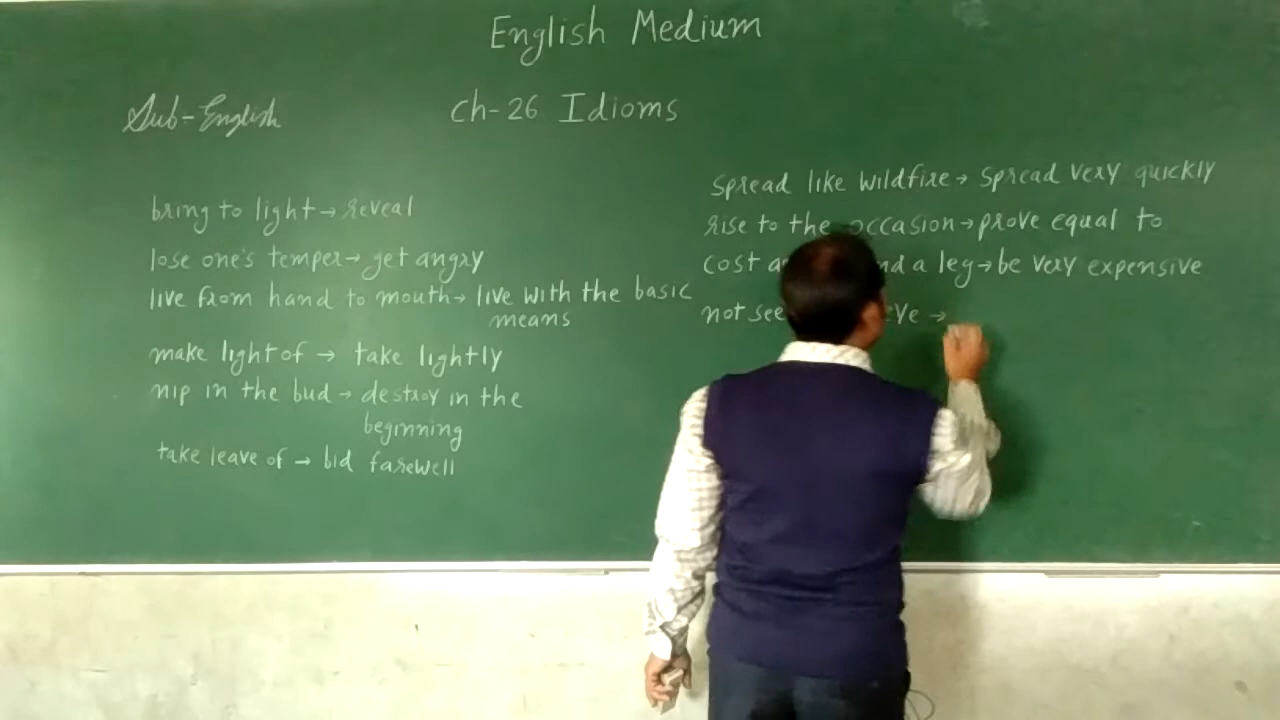 English Medium
Sub-English
Ch-26 Idioms
bring to light → reveal
lose one's temper → get angry
live from hand to mouth → live with the basic
means
make light of → take lightly
nip in the bud → destroy in the
beginning
take leave of → bid farewell
spread like wildfire → spread very quickly
rise to the occasion → prove equal to
cost a leg → be very expensive
not see →